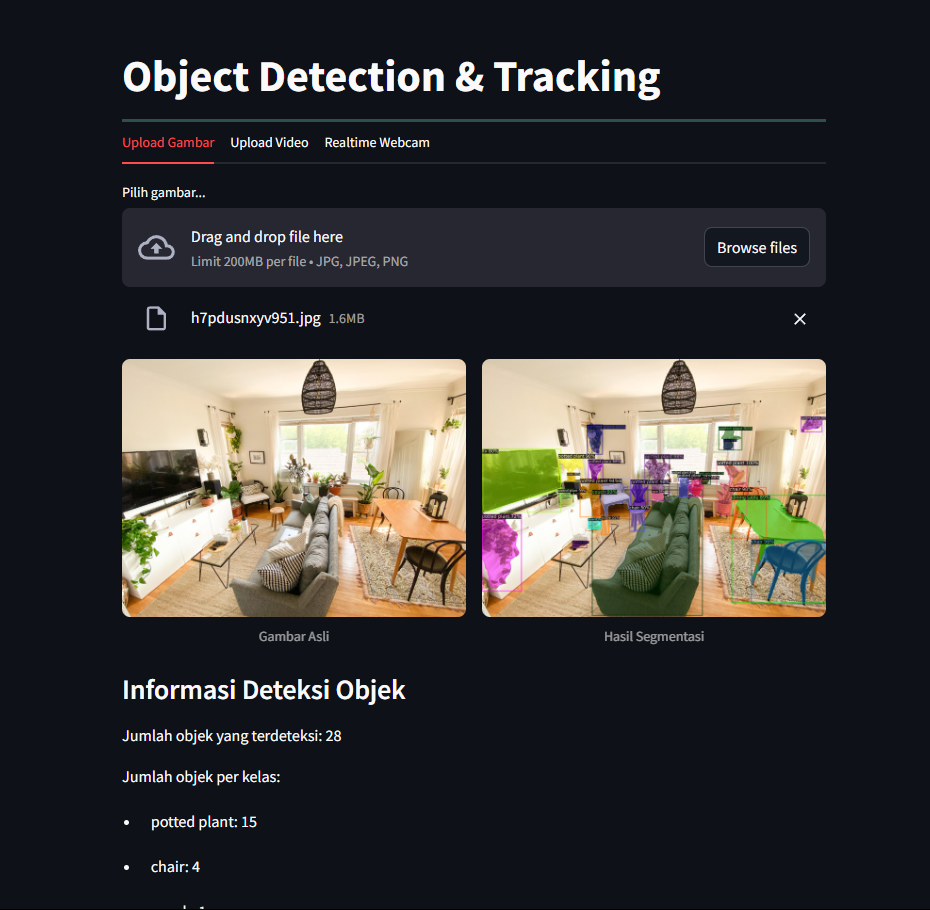 Object Detection & Tracking
Upload Gambar Upload Video Realtime Webcam
Pilih gambar...
Drag and drop file here
Limit 200MB per file • JPG, JPEG, PNG
Browse files
h7pdusnxyv951.jpg 1.6MB
Gambar Asli Hasil Segmentasi
Informasi Deteksi Objek
Jumlah objek yang terdeteksi: 28
Jumlah objek per kelas:
• potted plant: 15
• chair: 4